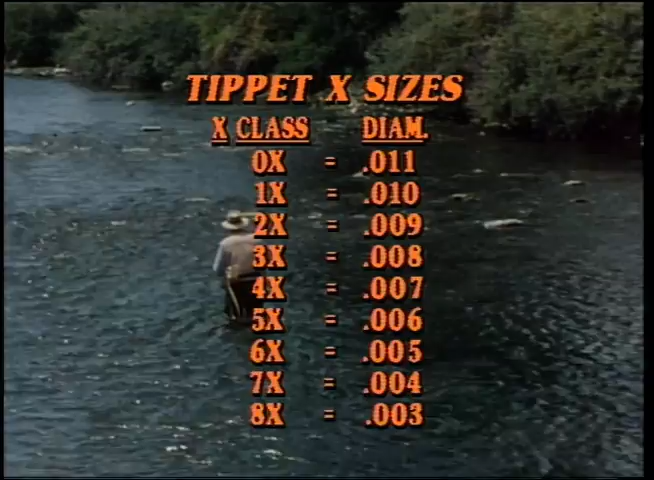 TIPPET X SIZES
X CLASS DIAM.
0X = .011
1X = .010
2X = .009
3X = .008
4X = .007
5X = .006
6X = .005
7X = .004
8X = .003